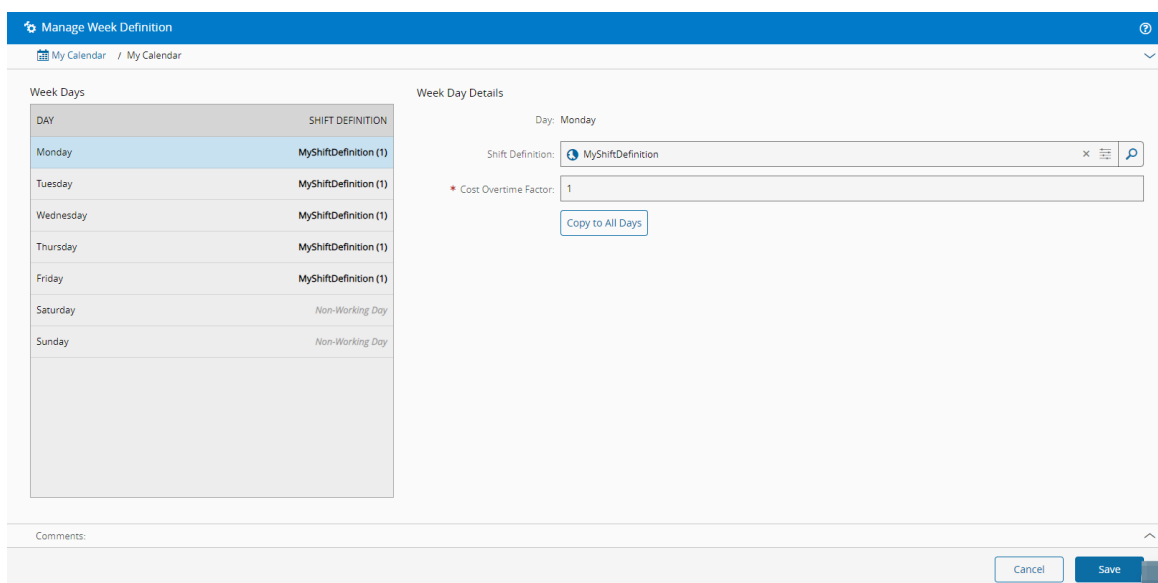 Manage Week Definition
My Calendar / My Calendar
Week Days
DAY SHIFT DEFINITION
Monday MyShiftDefinition (1)
Tuesday MyShiftDefinition (1)
Wednesday MyShiftDefinition (1)
Thursday MyShiftDefinition (1)
Friday MyShiftDefinition (1)
Saturday Non-Working Day
Sunday Non-Working Day
Week Day Details
Day: Monday
Shift Definition: MyShiftDefinition
* Cost Overtime Factor: 1
Copy to All Days
Comments:
Cancel Save